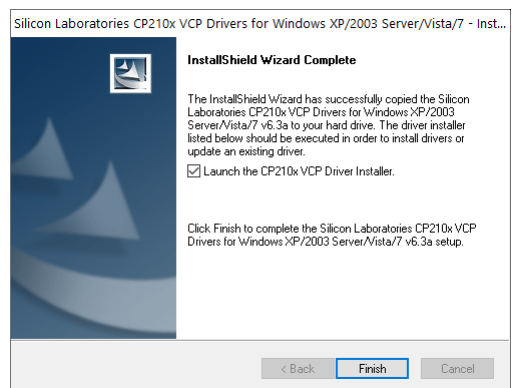 Silicon Laboratories CP210x VCP Drivers for Windows XP/2003 Server/Vista/7 - Inst...
InstallShield Wizard Complete
The InstallShield Wizard has successfully copied the Silicon
Laboratories CP210x VCP Drivers for Windows XP/2003
Server/Vista/7 v6.3a to your hard drive. The driver installer
listed below should be executed in order to install drivers or
update an existing driver.
Launch the CP210x VCP Driver Installer.
Click Finish to complete the Silicon Laboratories CP210x VCP
Drivers for Windows XP/2003 Server/Vista/7 v6.3a setup.
< Back
Finish
Cancel